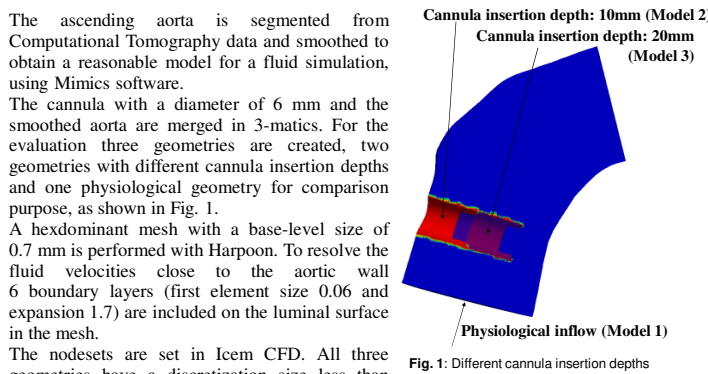 The ascending aorta is segmented from
Computational Tomography data and smoothed to
obtain a reasonable model for a fluid simulation,
using Mimics software.
The cannula with a diameter of 6 mm and the
smoothed aorta are merged in 3-matics. For the
evaluation three geometries are created, two
geometries with different cannula insertion depths
and one physiological geometry for comparison
purpose, as shown in Fig. 1.
A hexdominant mesh with a base-level size of
0.7 mm is performed with Harpoon. To resolve the
fluid velocities close to the aortic wall
6 boundary layers (first element size 0.06 and
expansion 1.7) are included on the luminal surface
in the mesh.
The nodesets are set in Icem CFD. All three
geometries have a discretization size less than
Cannula insertion depth: 10mm (Model 2)
Cannula insertion depth: 20mm
(Model 3)
Physiological inflow (Model 1)
Fig. 1: Different cannula insertion depths